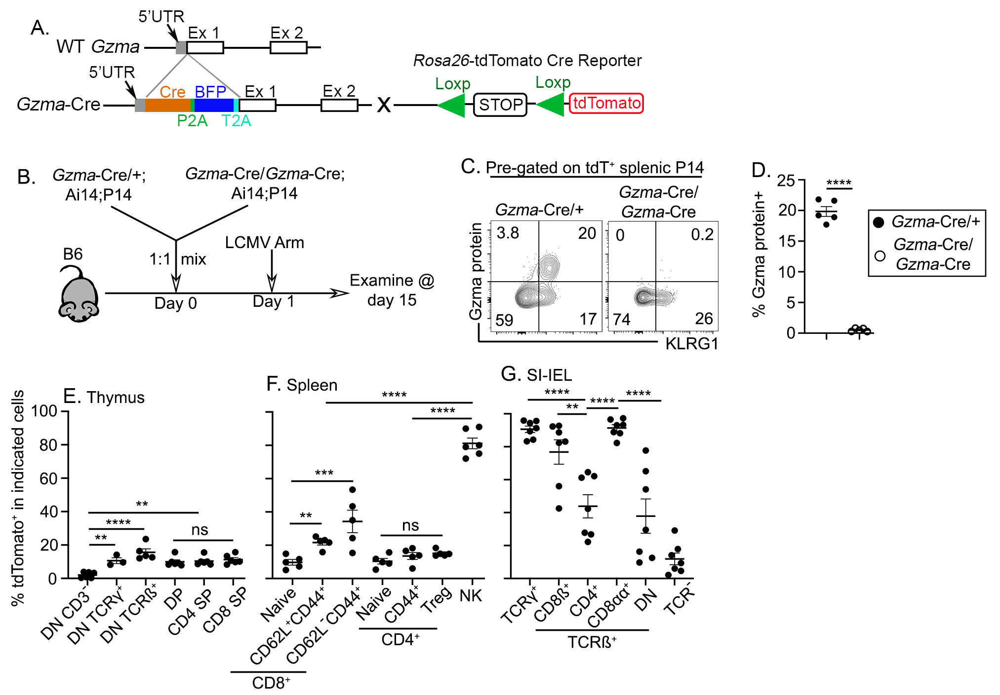 A.
5'UTR
WT Gzma
Ex 1
Ex 2
5'UTR
Gzma-Cre
Cre
BFP
Ex 1
Ex 2
P2A
T2A
X
Rosa26-tdTomato Cre Reporter
Loxp
Loxp
STOP
tdTomato
B.
Gzma-Cre/+;
Ai14;P14
Gzma-Cre/Gzma-Cre;
Ai14;P14
B6
1:1 mix
LCMV Arm
Day 0
Day 1
Examine @
day 15
C. Pre-gated on tdT+ splenic P14
Gzma-Cre/+
Gzma-Cre/
Gzma-Cre
Gzma protein
3.8
20
59
17
0
0.2
74
26
KLRG1
D.
% Gzma protein+
25
20
15
10
5
0
****
Gzma-Cre/+
Gzma-Cre/
Gzma-Cre
E. Thymus
% tdTomato+ in indicated cells
100
80
60
40
20
0
**
****
**
ns
DN CD3-
DN TCRγ+
DN TCRß+
DP
CD4 SP
CD8 SP
F. Spleen
****
****
***
**
ns
Naive
CD62L+CD44+
CD62L-CD44+
Naive
CD44+
Treg
NK
CD8+
CD4+
G. SI-IEL
****
****
****
**
TCRγ+
CD8ß+
CD4+
CD8αα+
DN
TCR-
TCRß+